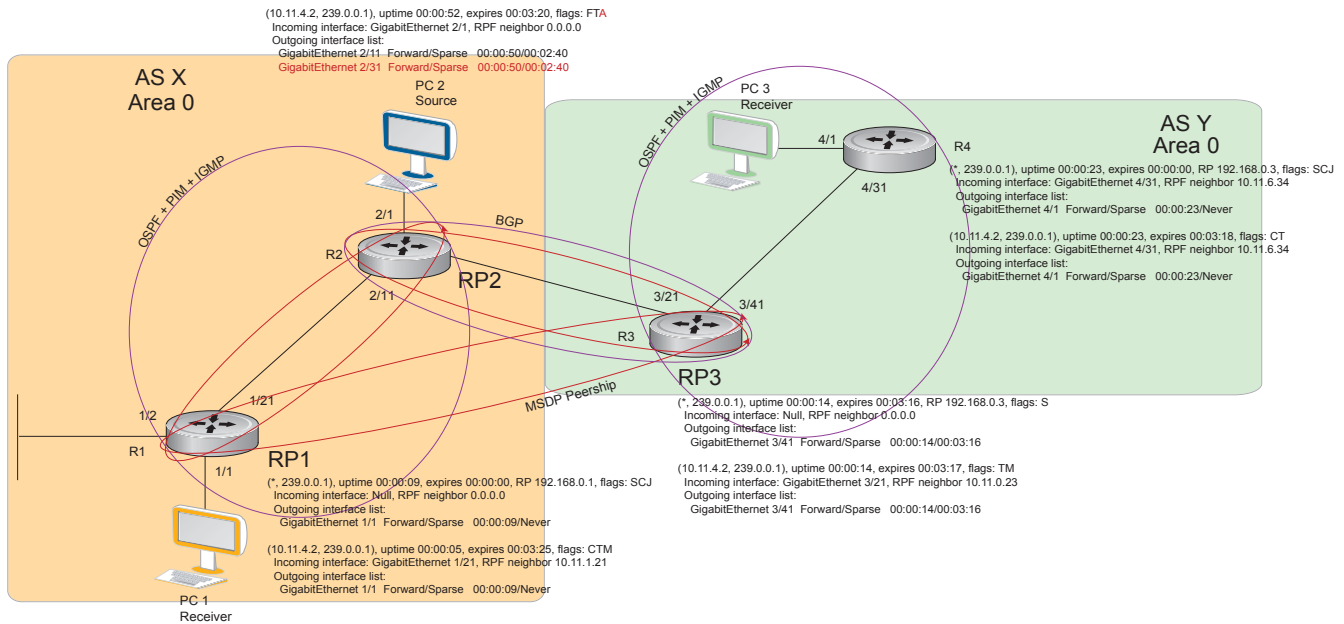 (10.11.4.2, 239.0.0.1), uptime 00:00:52, expires 00:03:20, flags: FTA
Incoming interface: GigabitEthernet 2/1, RPF neighbor 0.0.0.0
Outgoing interface list:
GigabitEthernet 2/11 Forward/Sparse 00:00:50/00:02:40
GigabitEthernet 2/31 Forward/Sparse 00:00:50/00:02:40
AS X
Area 0
PC 2
Source
OSPF + PIM + IGMP
2/1
R2
RP2
2/11
BGP
OSPF + PIM + IGMP
PC 3
Receiver
4/1
R4
4/31
AS Y
Area 0
(*, 239.0.0.1), uptime 00:00:23, expires 00:00:00, RP 192.168.0.3, flags: SCJ
Incoming interface: GigabitEthernet 4/31, RPF neighbor 10.11.6.34
Outgoing interface list:
GigabitEthernet 4/1 Forward/Sparse 00:00:23/Never
(10.11.4.2, 239.0.0.1), uptime 00:00:23, expires 00:03:18, flags: CT
Incoming interface: GigabitEthernet 4/31, RPF neighbor 10.11.6.34
Outgoing interface list:
GigabitEthernet 4/1 Forward/Sparse 00:00:23/Never
3/21
3/41
R3
RP3
MSDP Peership
(*, 239.0.0.1), uptime 00:00:14, expires 00:03:16, RP 192.168.0.3, flags: S
Incoming interface: Null, RPF neighbor 0.0.0.0
Outgoing interface list:
GigabitEthernet 3/41 Forward/Sparse 00:00:14/00:03:16
(10.11.4.2, 239.0.0.1), uptime 00:00:14, expires 00:03:17, flags: TM
Incoming interface: GigabitEthernet 3/21, RPF neighbor 10.11.0.23
Outgoing interface list:
GigabitEthernet 3/41 Forward/Sparse 00:00:14/00:03:16
1/2
1/21
R1
RP1
1/1
(*, 239.0.0.1), uptime 00:00:09, expires 00:00:00, RP 192.168.0.1, flags: SCJ
Incoming interface: Null, RPF neighbor 0.0.0.0
Outgoing interface list:
GigabitEthernet 1/1 Forward/Sparse 00:00:09/Never
(10.11.4.2, 239.0.0.1), uptime 00:00:05, expires 00:03:25, flags: CTM
Incoming interface: GigabitEthernet 1/21, RPF neighbor 10.11.1.21
Outgoing interface list:
GigabitEthernet 1/1 Forward/Sparse 00:00:09/Never
PC 1
Receiver